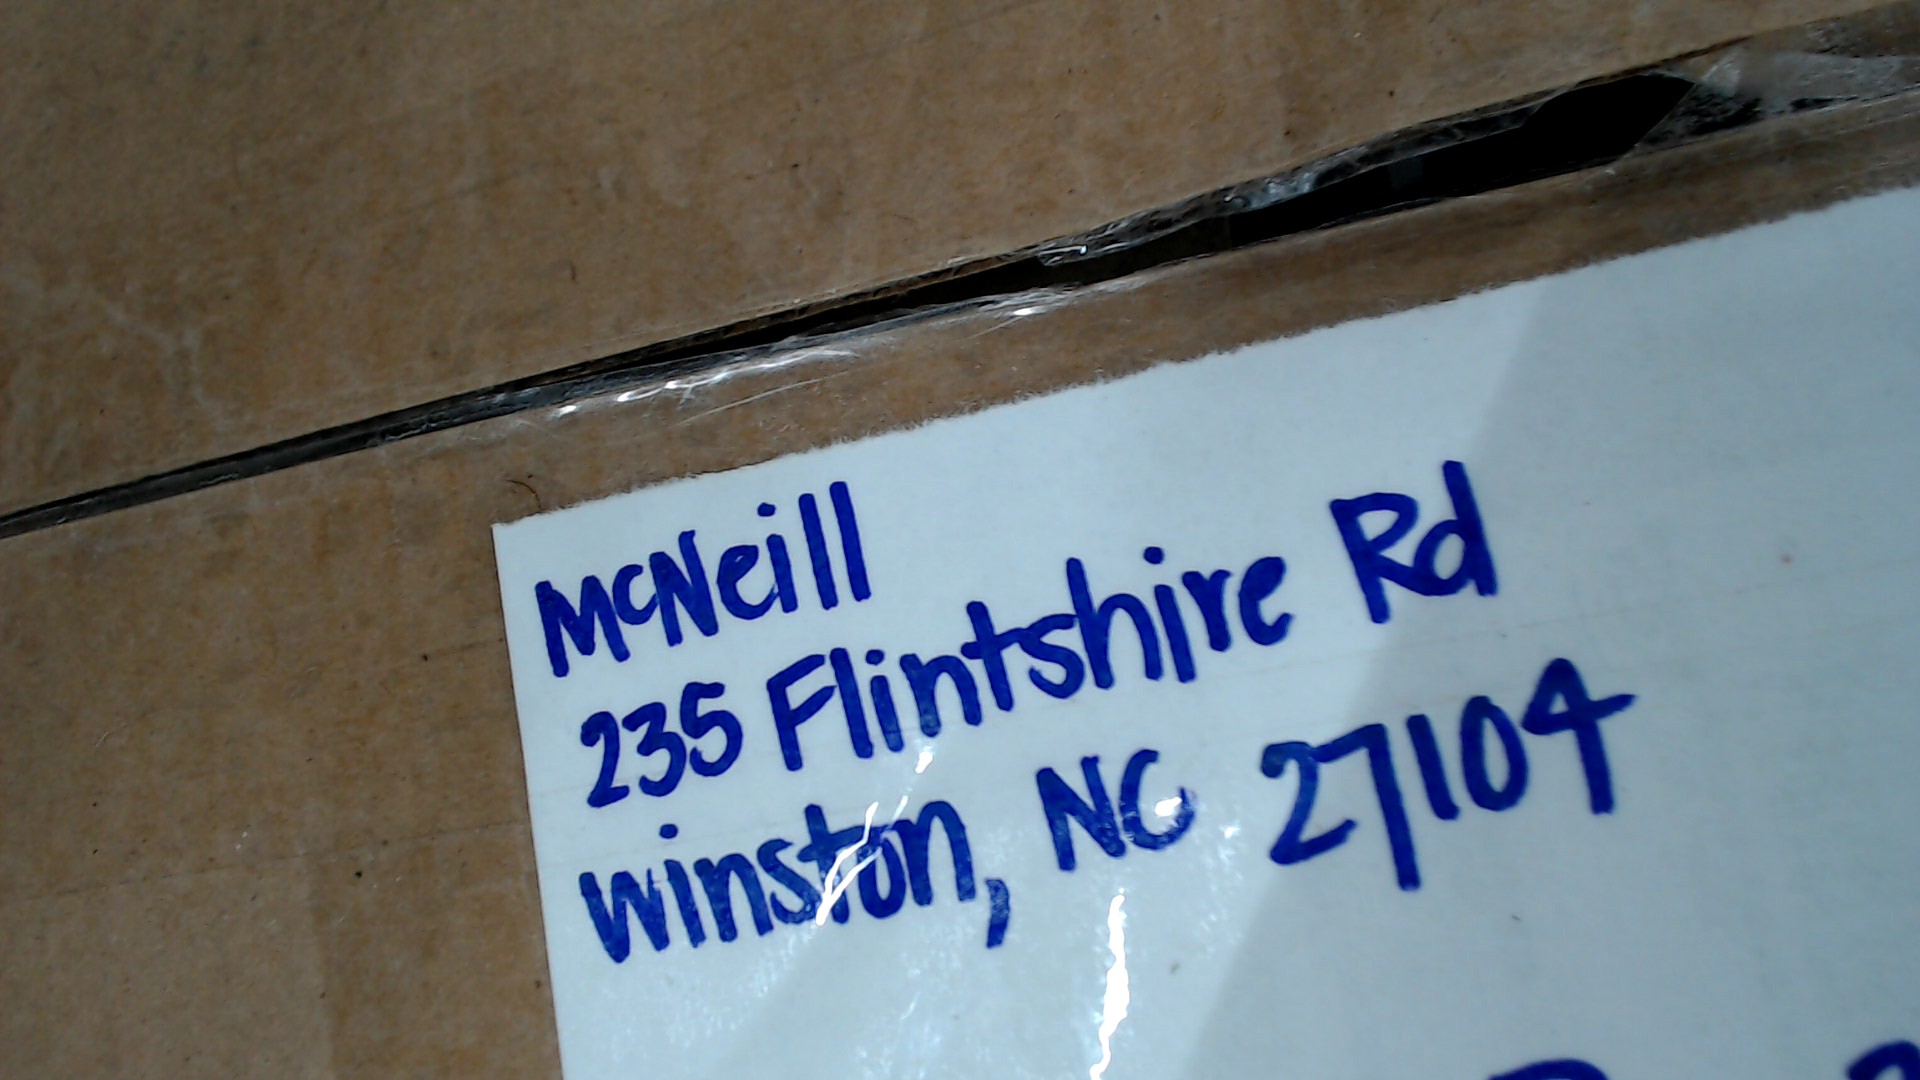 McNeill
235 Flintshire Rd
Winston, NC 27104